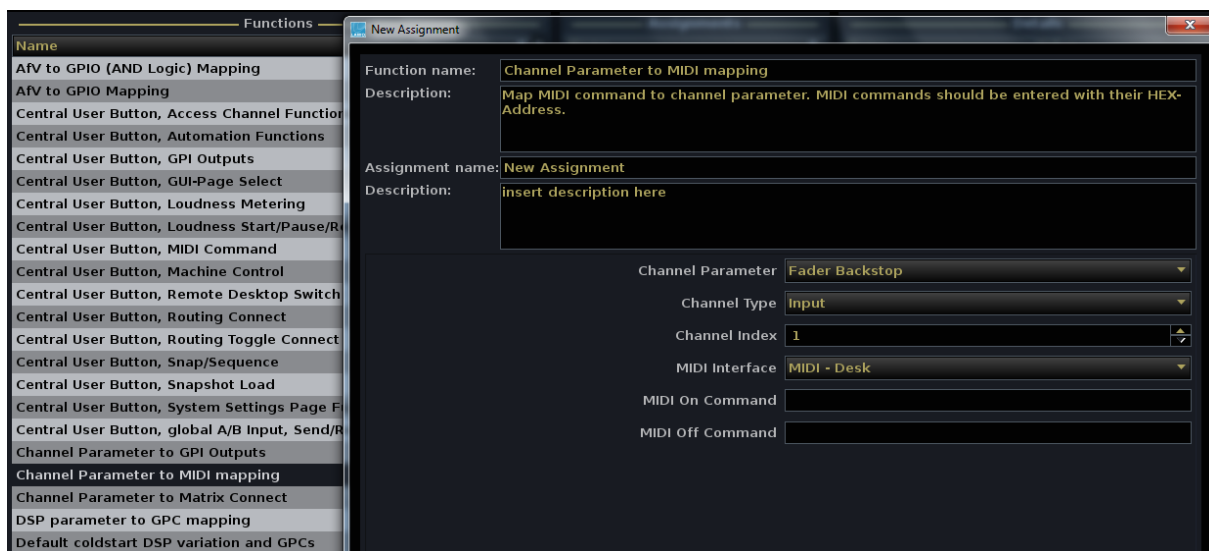 Functions
Name
AfV to GPIO (AND Logic) Mapping
AfV to GPIO Mapping
Central User Button, Access Channel Function
Central User Button, Automation Functions
Central User Button, GPI Outputs
Central User Button, GUI-Page Select
Central User Button, Loudness Metering
Central User Button, Loudness Start/Pause/Re
Central User Button, MIDI Command
Central User Button, Machine Control
Central User Button, Remote Desktop Switch
Central User Button, Routing Connect
Central User Button, Routing Toggle Connect
Central User Button, Snap/Sequence
Central User Button, Snapshot Load
Central User Button, System Settings Page F
Central User Button, global A/B Input, Send/R
Channel Parameter to GPI Outputs
Channel Parameter to MIDI mapping
Channel Parameter to Matrix Connect
DSP parameter to GPC mapping
Default coldstart DSP variation and GPCs
New Assignment
Function name: Channel Parameter to MIDI mapping
Description: Map MIDI command to channel parameter. MIDI commands should be entered with their HEX-
Address.
Assignment name: New Assignment
Description: insert description here
Channel Parameter Fader Backstop
Channel Type Input
Channel Index 1
MIDI Interface MIDI - Desk
MIDI On Command
MIDI Off Command